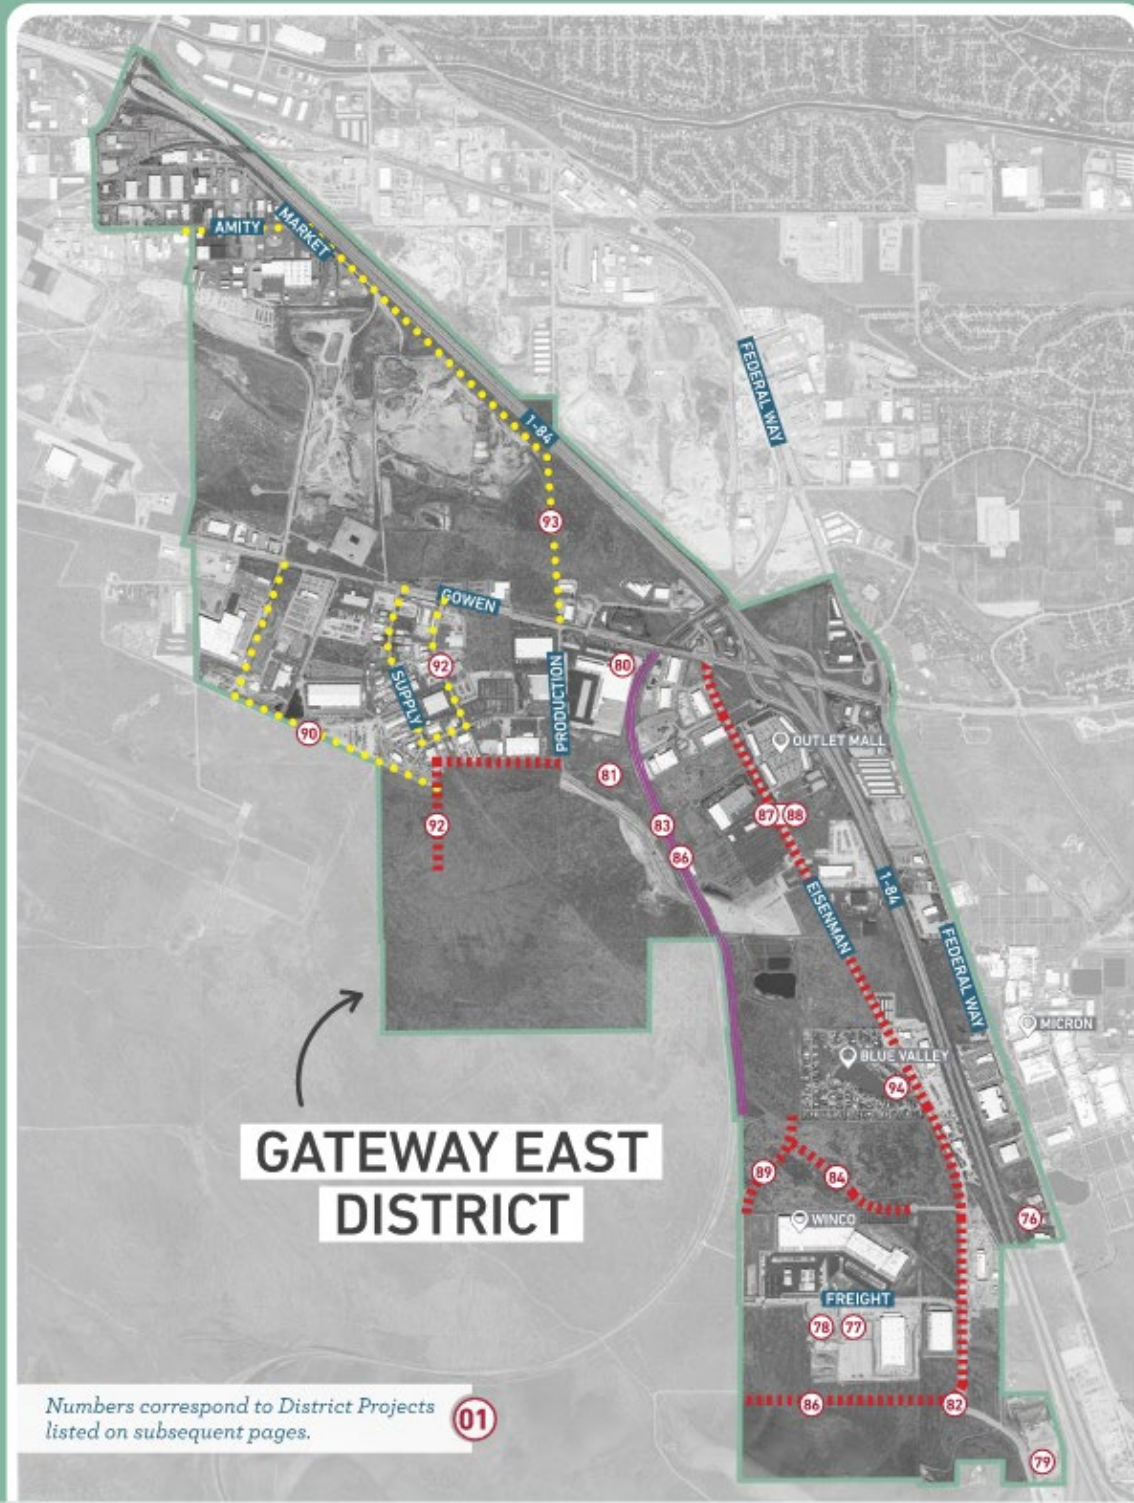 AMITY
MARKET
FEDERAL WAY
1-84
93
GOWEN
80
92
SUPPLY
PRODUCTION
90
OUTLET MALL
81
87
88
92
83
86
EISENMAN
1-84
FEDERAL WAY
MICRON
BLUE VALLEY
94
GATEWAY EAST
DISTRICT
89
84
WINCO
76
FREIGHT
78
77
86
82
Numbers correspond to District Projects
listed on subsequent pages.
01
79